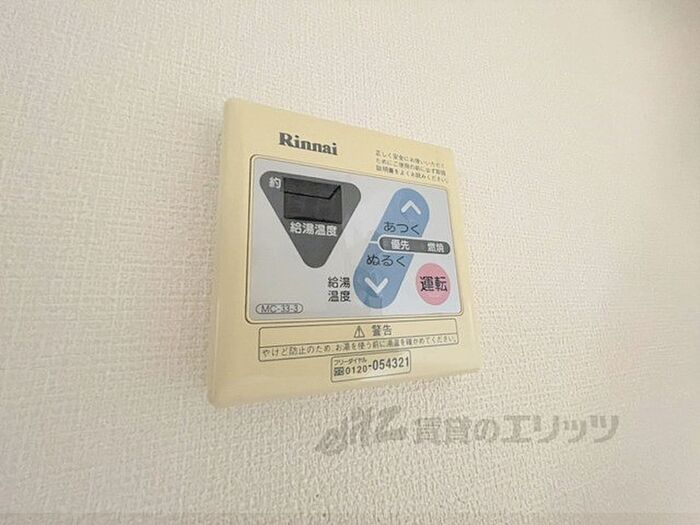 Rinnai
正しく安全にお使いいただく
ためにご使用の前に必ず取扱
説明書をよくお読みください。
約
給湯温度
あつく
優先 燃焼
ぬるく
給湯
温度
運転
MC-33-3
⚠ 警告
やけど防止のため、お湯を使う前に湯温を確かめてください。
フリーダイヤル
0120-054321
賃貸のエリッツ